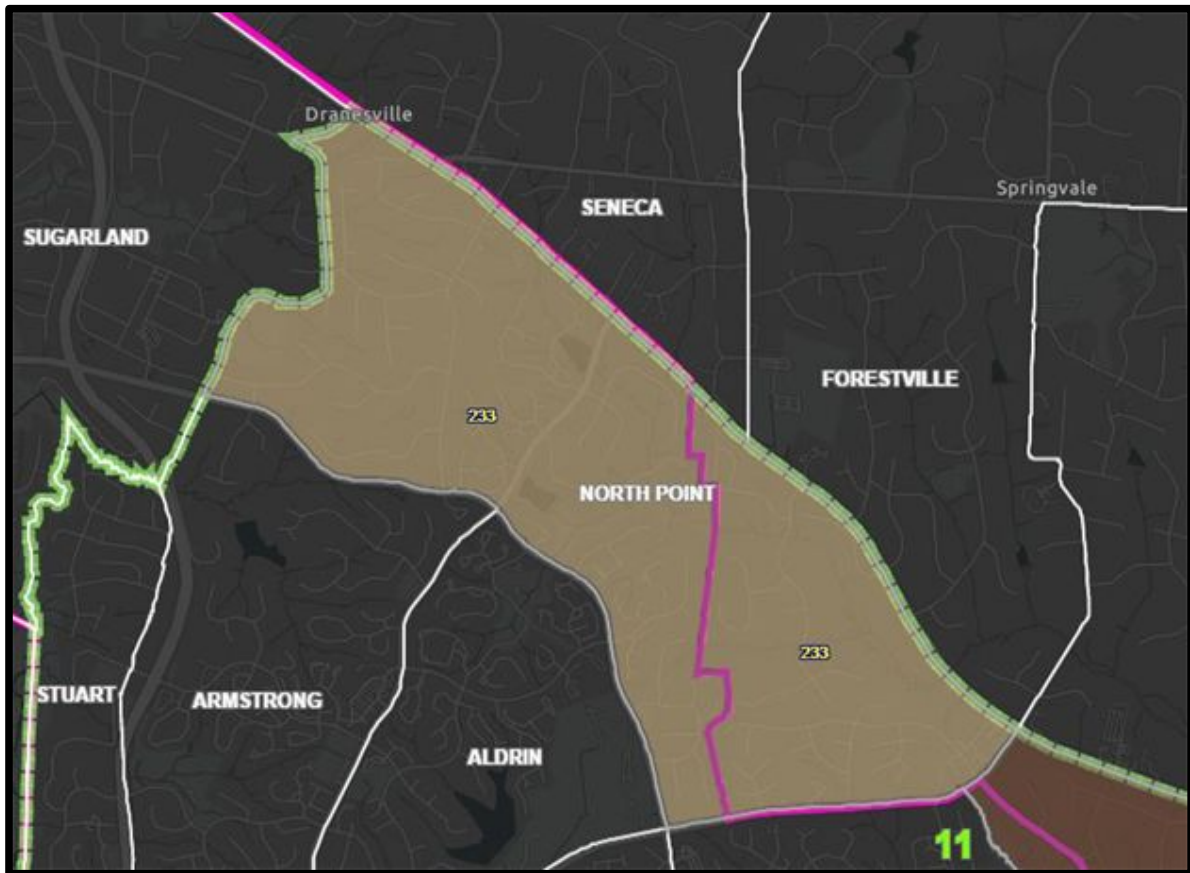 Dranesville
Springvale
SENECA
SUGARLAND
FORESTVILLE
233
NORTH POINT
233
STUART
ARMSTRONG
ALDRIN
11